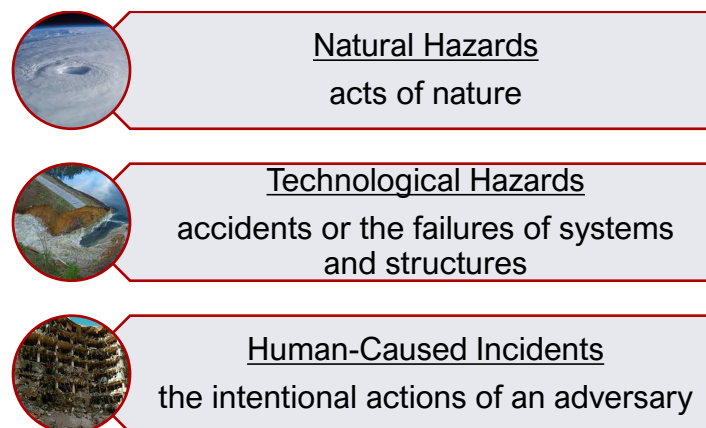 Natural Hazards
acts of nature
Technological Hazards
accidents or the failures of systems
and structures
Human-Caused Incidents
the intentional actions of an adversary